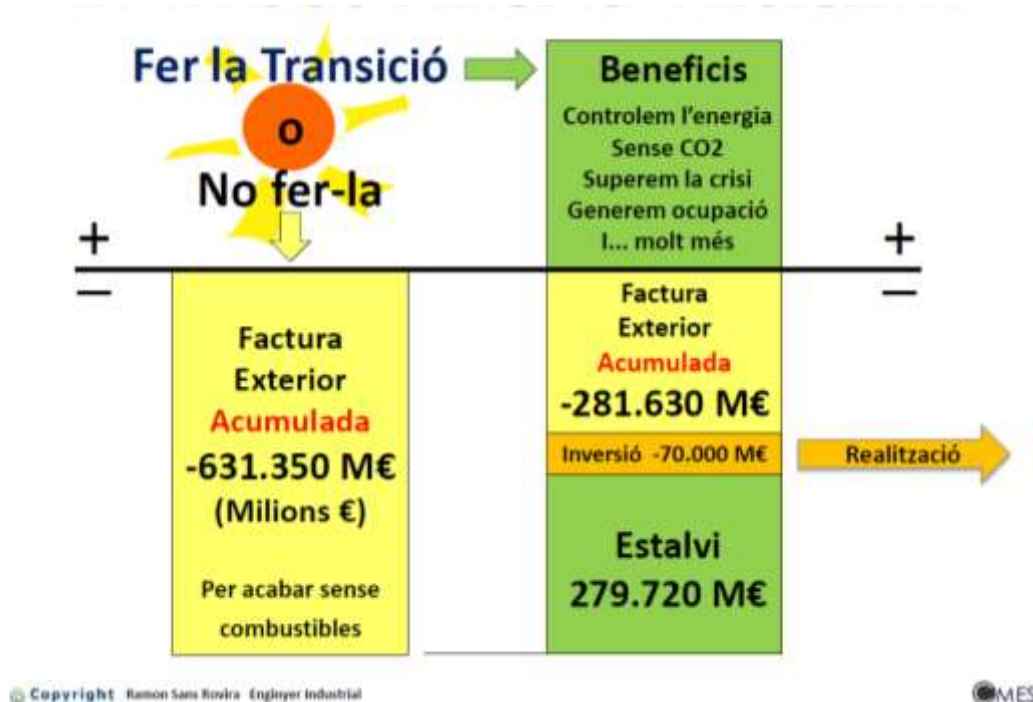 Fer la Transició
o
No fer-la
Beneficis
Controlem l'energia
Sense CO2
Superem la crisi
Generem ocupació
I... molt més
+
+
—
—
Factura
Exterior
Acumulada
-631.350 M€
(Milions €)
Per acabar sense
combustibles
Factura
Exterior
Acumulada
-281.630 M€
Inversió -70.000 M€
Realització
Estalvi
279.720 M€
Copyright Ramon Sans Rovira Enginyer Industrial
MES